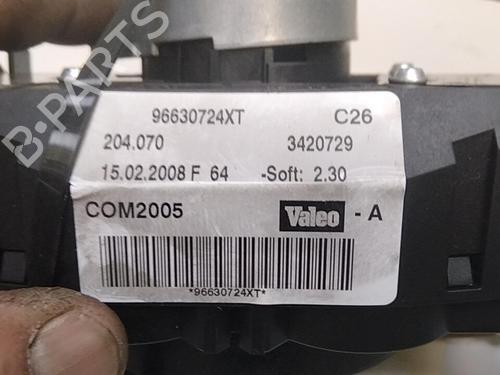 96630724XT C26
204.070 3420729
15.02.2008 F 64 -Soft: 2.30
COM2005 Valeo - A
*96630724XT*
B-PARTS